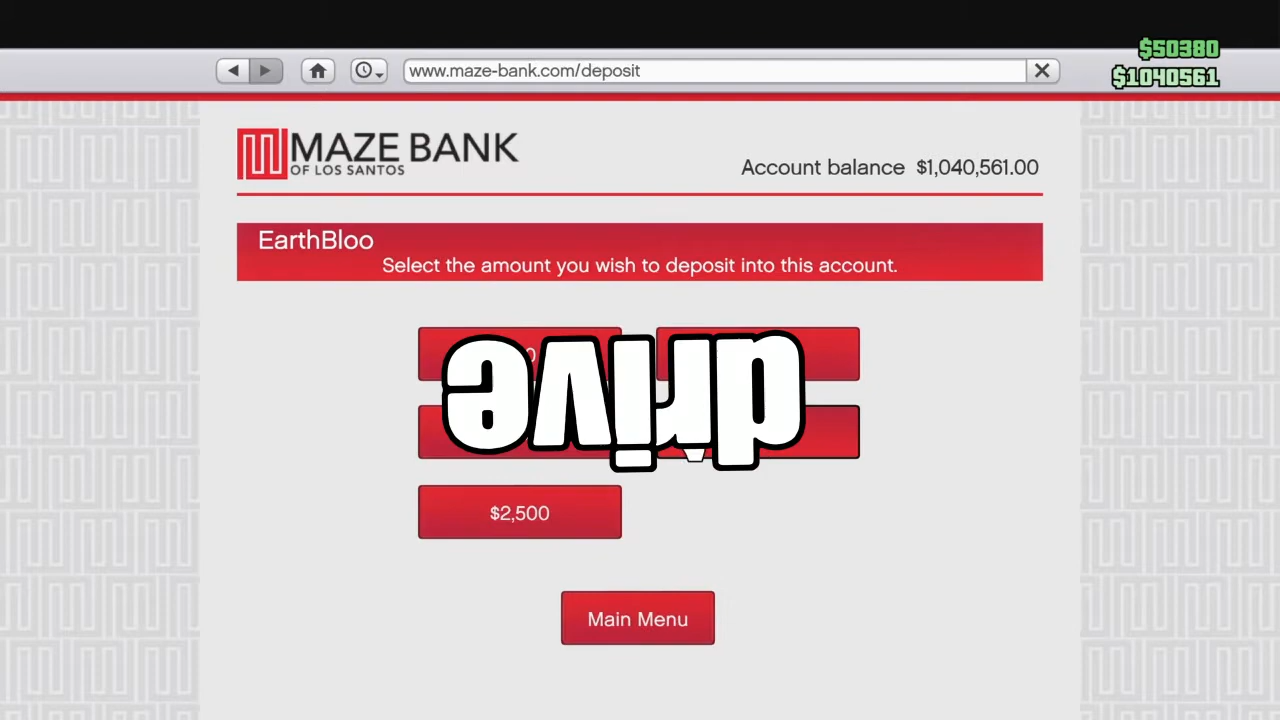 $50380
www.maze-bank.com/deposit
$1040561
MAZE BANK
OF LOS SANTOS
Account balance $1,040,561.00
EarthBloo
Select the amount you wish to deposit into this account.
drive
$2,500
Main Menu